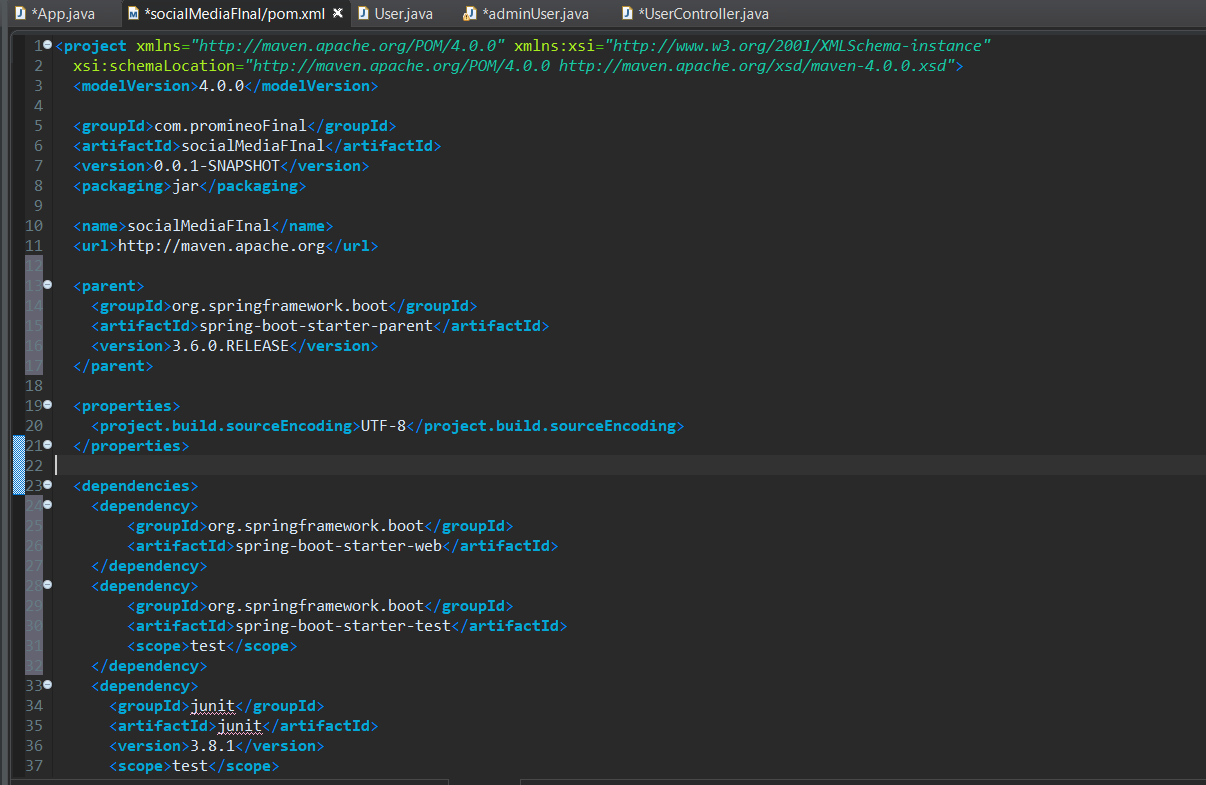 *App.java *socialMediaFInal/pom.xml User.java *adminUser.java *UserController.java
1 <project xmlns="http://maven.apache.org/POM/4.0.0" xmlns:xsi="http://www.w3.org/2001/XMLSchema-instance"
2 xsi:schemaLocation="http://maven.apache.org/POM/4.0.0 http://maven.apache.org/xsd/maven-4.0.0.xsd">
3 <modelVersion>4.0.0</modelVersion>
4
5 <groupId>com.promineoFinal</groupId>
6 <artifactId>socialMediaFInal</artifactId>
7 <version>0.0.1-SNAPSHOT</version>
8 <packaging>jar</packaging>
9
10 <name>socialMediaFInal</name>
11 <url>http://maven.apache.org</url>
12
13 <parent>
14 <groupId>org.springframework.boot</groupId>
15 <artifactId>spring-boot-starter-parent</artifactId>
16 <version>3.6.0.RELEASE</version>
17 </parent>
18
19 <properties>
20 <project.build.sourceEncoding>UTF-8</project.build.sourceEncoding>
21 </properties>
22
23 <dependencies>
24 <dependency>
25 <groupId>org.springframework.boot</groupId>
26 <artifactId>spring-boot-starter-web</artifactId>
27 </dependency>
28 <dependency>
29 <groupId>org.springframework.boot</groupId>
30 <artifactId>spring-boot-starter-test</artifactId>
31 <scope>test</scope>
32 </dependency>
33 <dependency>
34 <groupId>junit</groupId>
35 <artifactId>junit</artifactId>
36 <version>3.8.1</version>
37 <scope>test</scope>